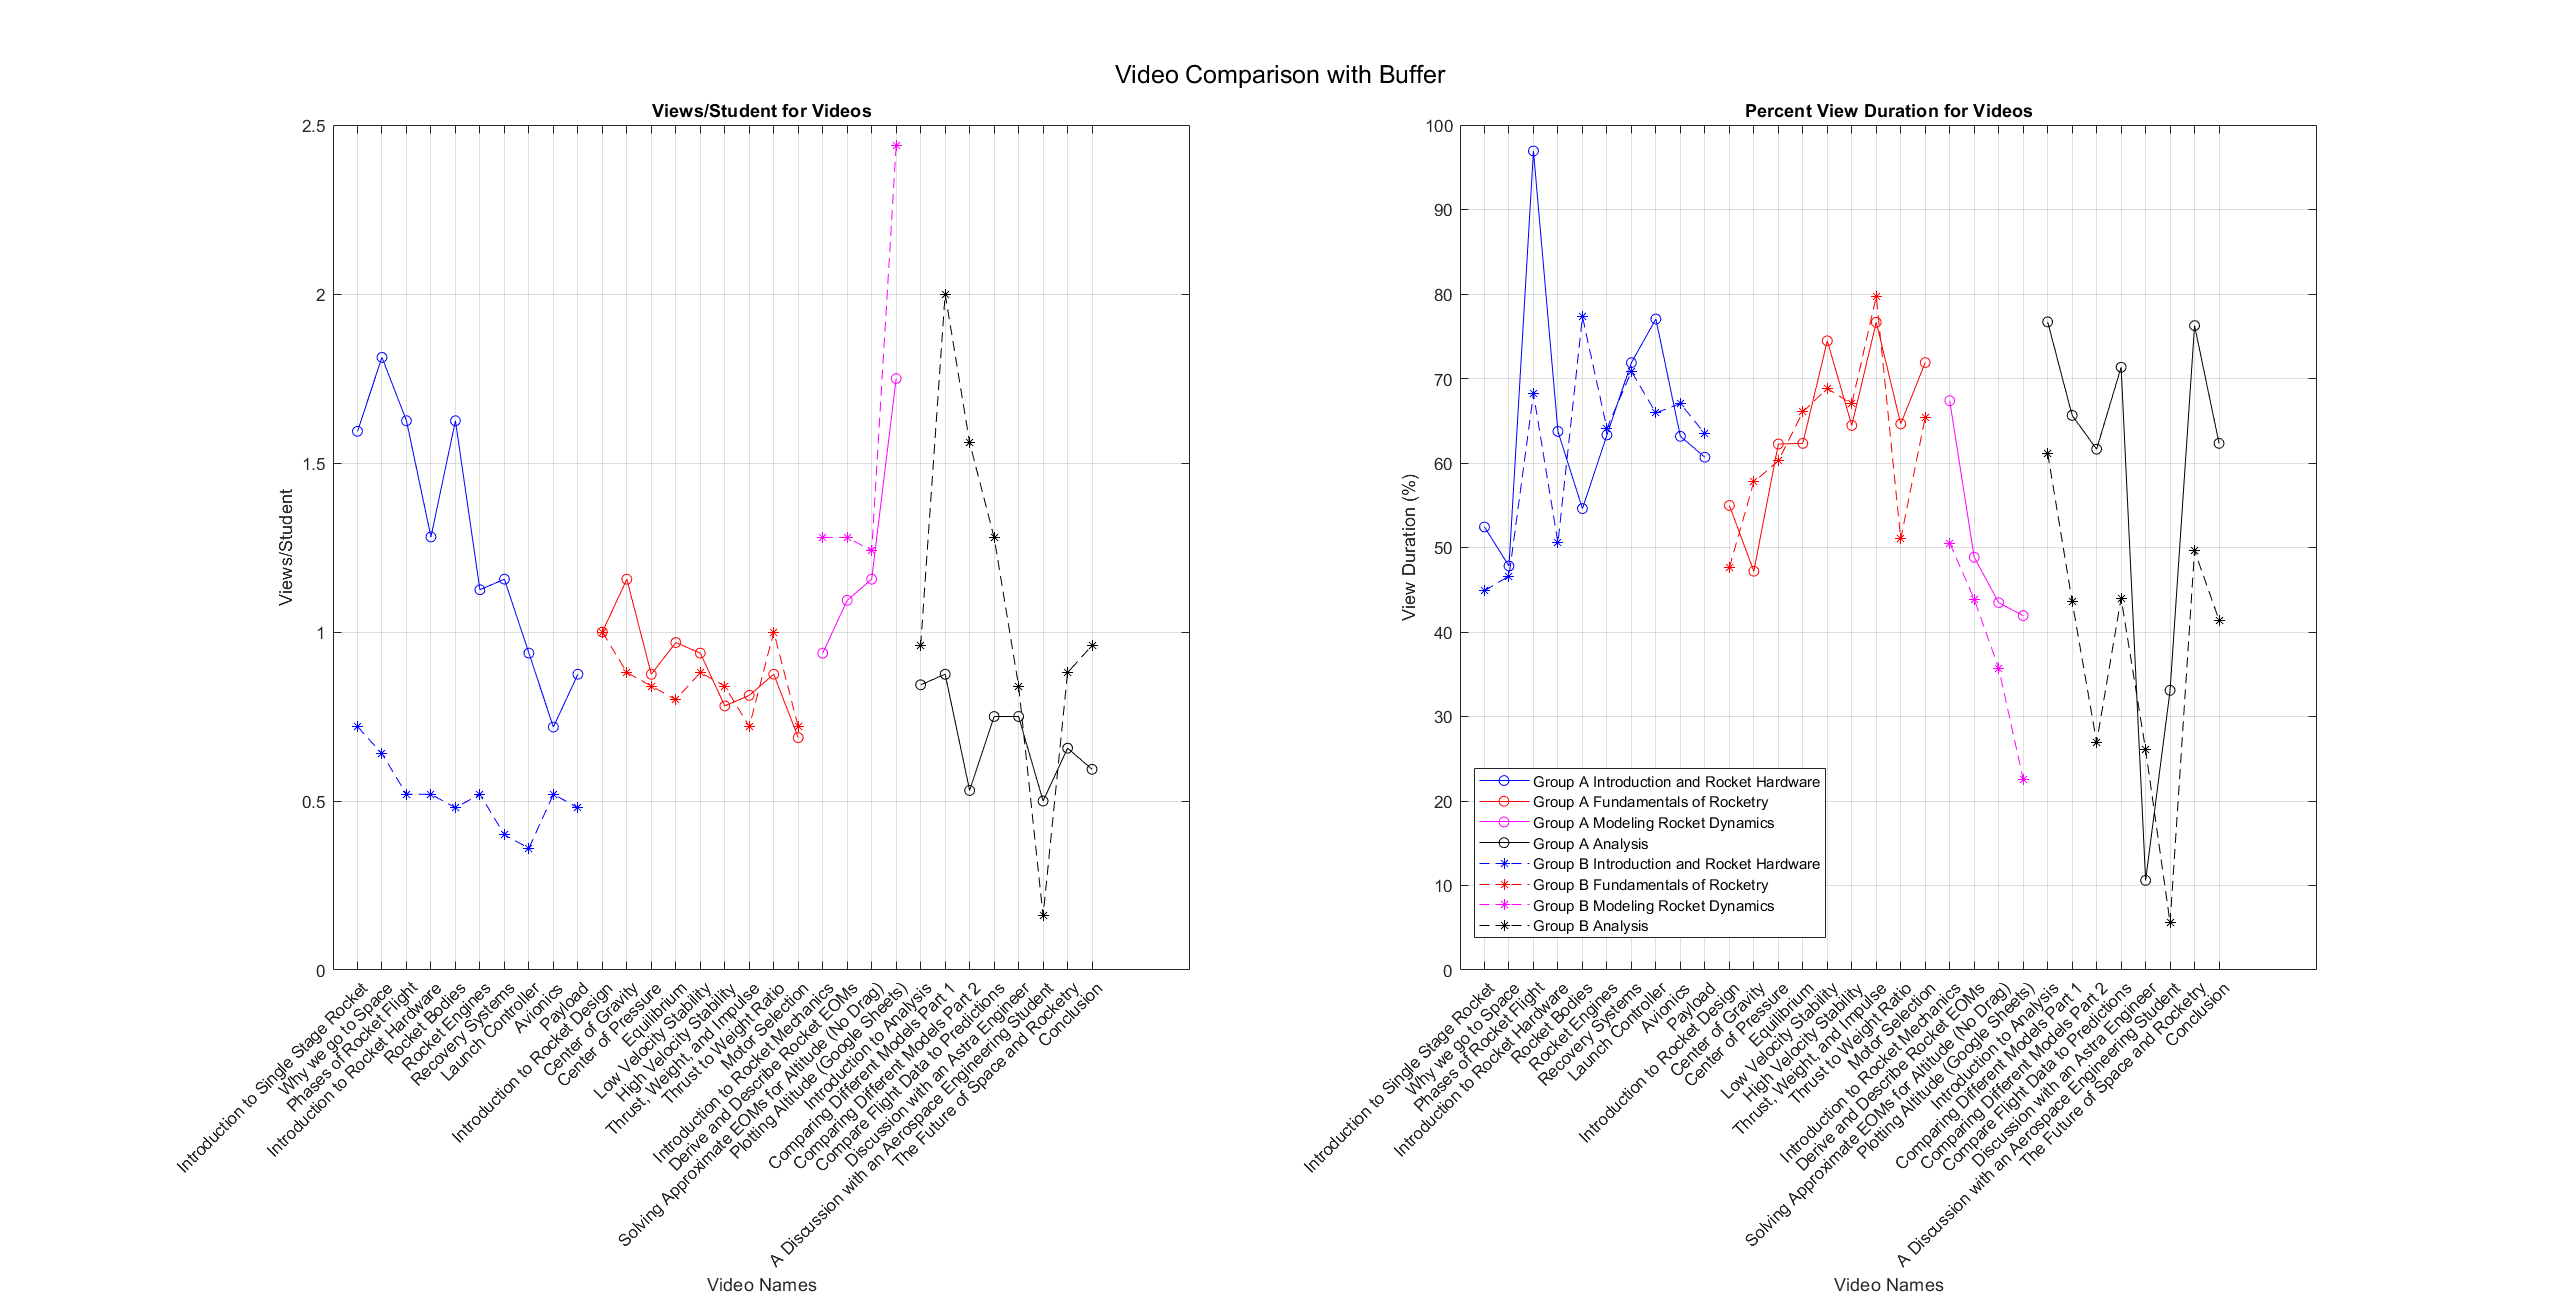 Video Comparison with Buffer
Views/Student for Videos
2.5
2
1.5
1
0.5
0
Views/Student
Introduction to Single Stage Rocket
Why we go to Space
Phases of Rocket Flight
Introduction to Rocket Hardware
Rocket Bodies
Rocket Engines
Recovery Systems
Launch Controller
Avionics
Payload
Introduction to Rocket Design
Center of Gravity
Center of Pressure
Equilibrium
Low Velocity Stability
High Velocity Stability
Thrust, Weight, and Impulse
Thrust to Weight Ratio
Motor Selection
Introduction to Rocket Mechanics
Derive and Describe Rocket EOMs
Solving Approximate EOMs for Altitude (No Drag)
Plotting Altitude (Google Sheets)
Introduction to Analysis
Comparing Different Models Part 1
Comparing Different Models Part 2
Compare Flight Data to Predictions
Discussion with an Astra Engineer
A Discussion with an Aerospace Engineering Student
The Future of Space and Rocketry
Conclusion
Video Names
Percent View Duration for Videos
100
90
80
70
60
50
40
30
20
10
0
View Duration (%)
Group A Introduction and Rocket Hardware
Group A Fundamentals of Rocketry
Group A Modeling Rocket Dynamics
Group A Analysis
Group B Introduction and Rocket Hardware
Group B Fundamentals of Rocketry
Group B Modeling Rocket Dynamics
Group B Analysis
Introduction to Single Stage Rocket
Why we go to Space
Phases of Rocket Flight
Introduction to Rocket Hardware
Rocket Bodies
Rocket Engines
Recovery Systems
Launch Controller
Avionics
Payload
Introduction to Rocket Design
Center of Gravity
Center of Pressure
Equilibrium
Low Velocity Stability
High Velocity Stability
Thrust, Weight, and Impulse
Thrust to Weight Ratio
Motor Selection
Introduction to Rocket Mechanics
Derive and Describe Rocket EOMs
Solving Approximate EOMs for Altitude (No Drag)
Plotting Altitude (Google Sheets)
Introduction to Analysis
Comparing Different Models Part 1
Comparing Different Models Part 2
Compare Flight Data to Predictions
Discussion with an Astra Engineer
A Discussion with an Aerospace Engineering Student
The Future of Space and Rocketry
Conclusion
Video Names